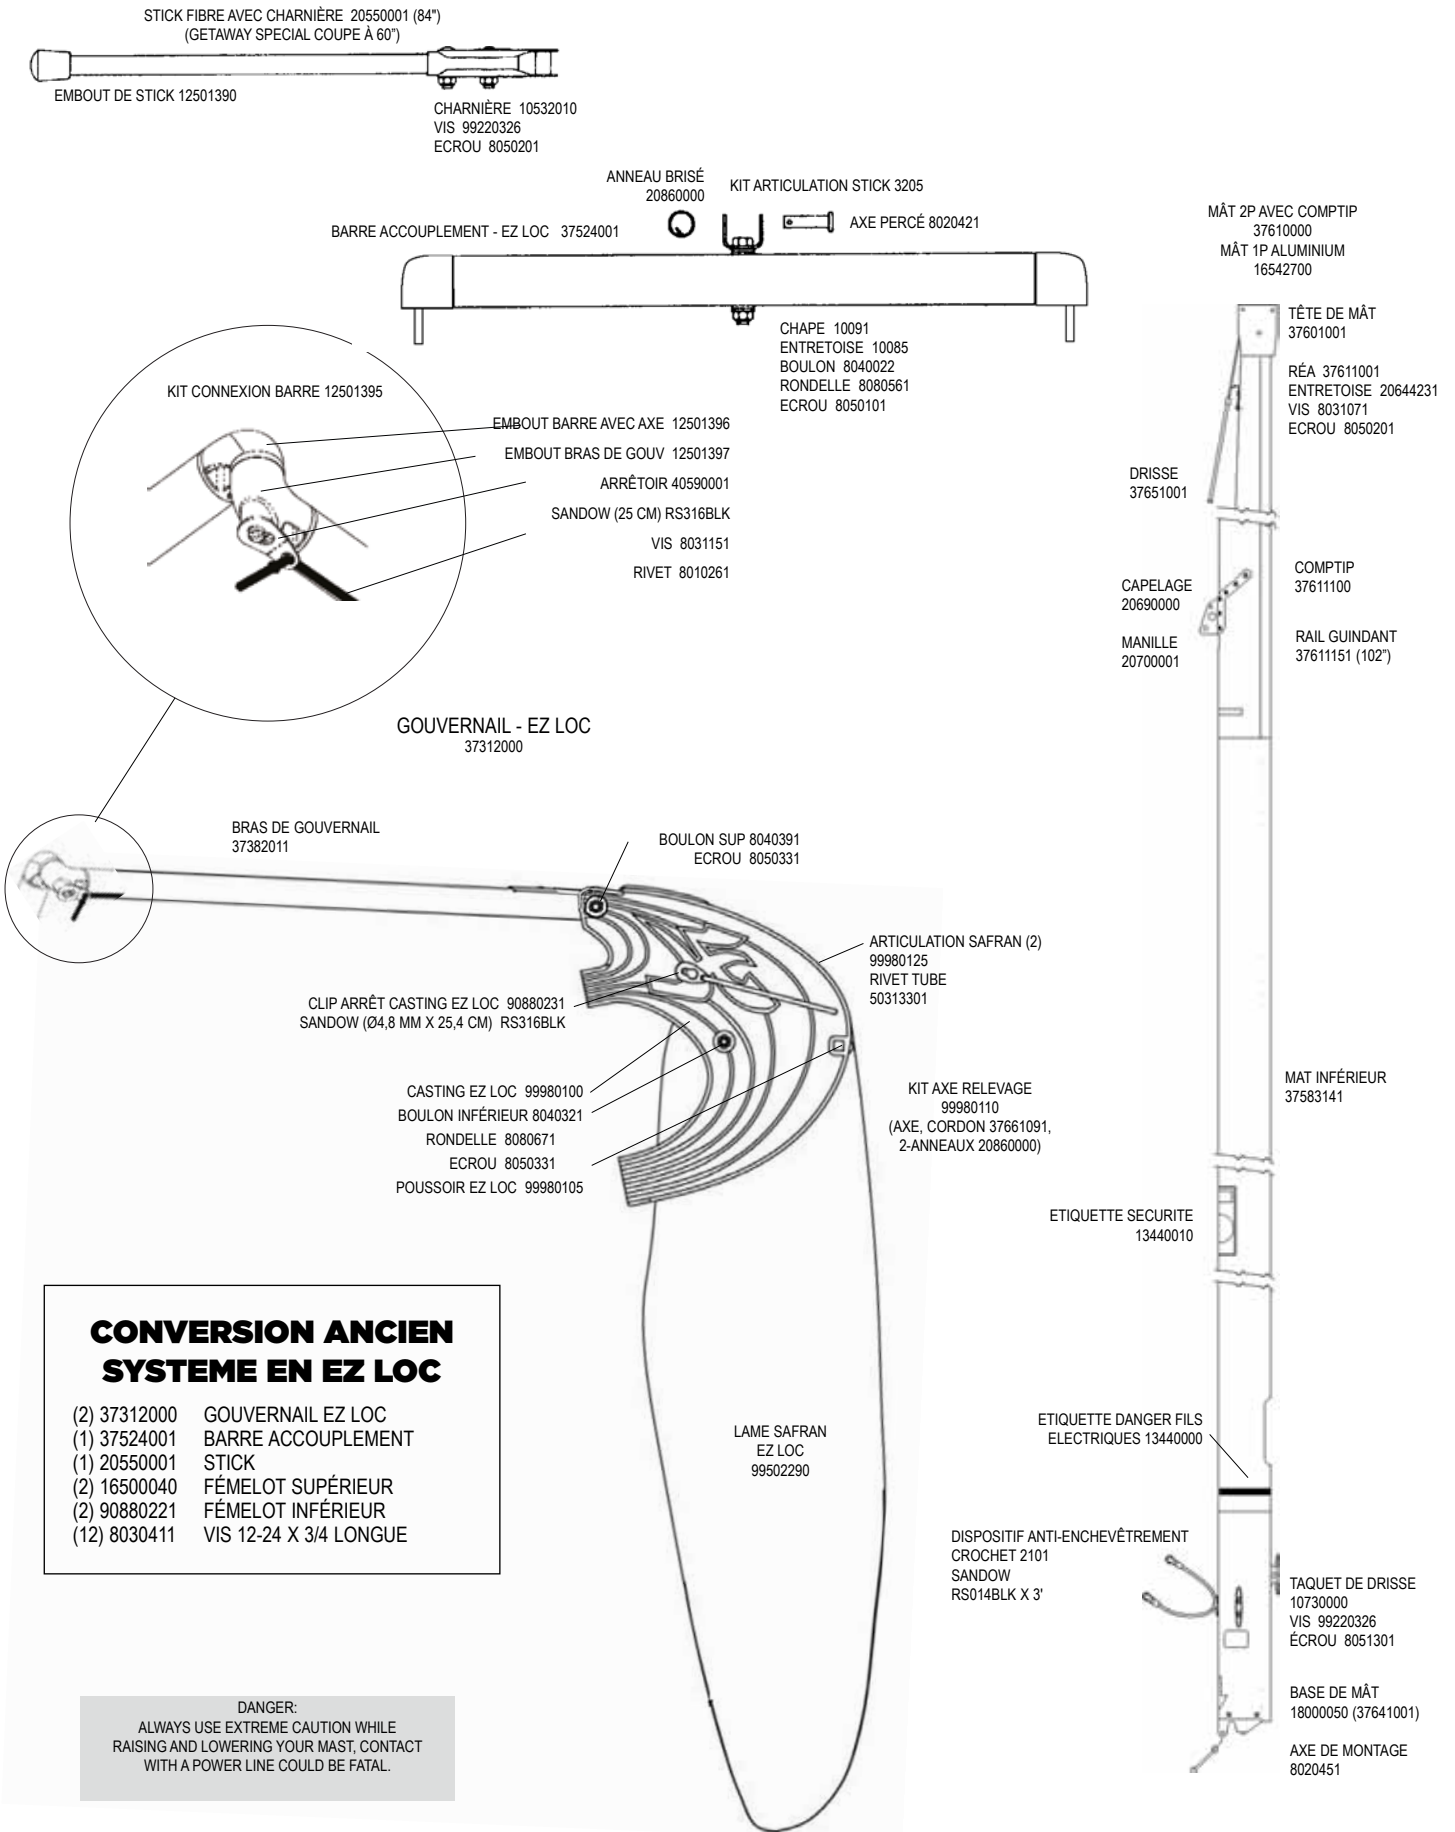 STICK FIBRE AVEC CHARNIÈRE 20550001 (84")
(GETAWAY SPECIAL COUPE À 60")
EMBOUT DE STICK 12501390
CHARNIÈRE 10532010
VIS 99220326
ECROU 8050201
ANNEAU BRISÉ
20860000
KIT ARTICULATION STICK 3205
AXE PERCÉ 8020421
BARRE ACCOUPLEMENT - EZ LOC 37524001
CHAPE 10091
ENTRETOISE 10085
BOULON 8040022
RONDELLE 8080561
ECROU 8050101
KIT CONNEXION BARRE 12501395
EMBOUT BARRE AVEC AXE 12501396
EMBOUT BRAS DE GOUV 12501397
ARRÊTOIR 40590001
SANDOW (25 CM) RS316BLK
VIS 8031151
RIVET 8010261
GOUVERNAIL - EZ LOC
37312000
BRAS DE GOUVERNAIL
37382011
BOULON SUP 8040391
ECROU 8050331
ARTICULATION SAFRAN (2)
99980125
RIVET TUBE
50313301
CLIP ARRÊT CASTING EZ LOC 90880231
SANDOW (Ø4,8 MM X 25,4 CM) RS316BLK
CASTING EZ LOC 99980100
BOULON INFÉRIEUR 8040321
RONDELLE 8080671
ECROU 8050331
POUSSOIR EZ LOC 99980105
KIT AXE RELEVAGE
99980110
(AXE, CORDON 37661091,
2-ANNEAUX 20860000)
LAME SAFRAN
EZ LOC
99502290
MÂT 2P AVEC COMPTIP
37610000
MÂT 1P ALUMINIUM
16542700
TÊTE DE MÂT
37601001
RÉA 37611001
ENTRETOISE 20644231
VIS 8031071
ECROU 8050201
DRISSE
37651001
COMPTIP
37611100
CAPELAGE
20690000
MANILLE
20700001
RAIL GUINDANT
37611151 (102")
MAT INFÉRIEUR
37583141
ETIQUETTE SECURITE
13440010
ETIQUETTE DANGER FILS
ELECTRIQUES 13440000
DISPOSITIF ANTI-ENCHEVÊTREMENT
CROCHET 2101
SANDOW
RS014BLK X 3'
TAQUET DE DRISSE
10730000
VIS 99220326
ÉCROU 8051301
BASE DE MÂT
18000050 (37641001)
AXE DE MONTAGE
8020451
CONVERSION ANCIEN
SYSTEME EN EZ LOC
(2) 37312000 GOUVERNAIL EZ LOC
(1) 37524001 BARRE ACCOUPLEMENT
(1) 20550001 STICK
(2) 16500040 FÉMELOT SUPÉRIEUR
(2) 90880221 FÉMELOT INFÉRIEUR
(12) 8030411 VIS 12-24 X 3/4 LONGUE
DANGER:
ALWAYS USE EXTREME CAUTION WHILE
RAISING AND LOWERING YOUR MAST, CONTACT
WITH A POWER LINE COULD BE FATAL.